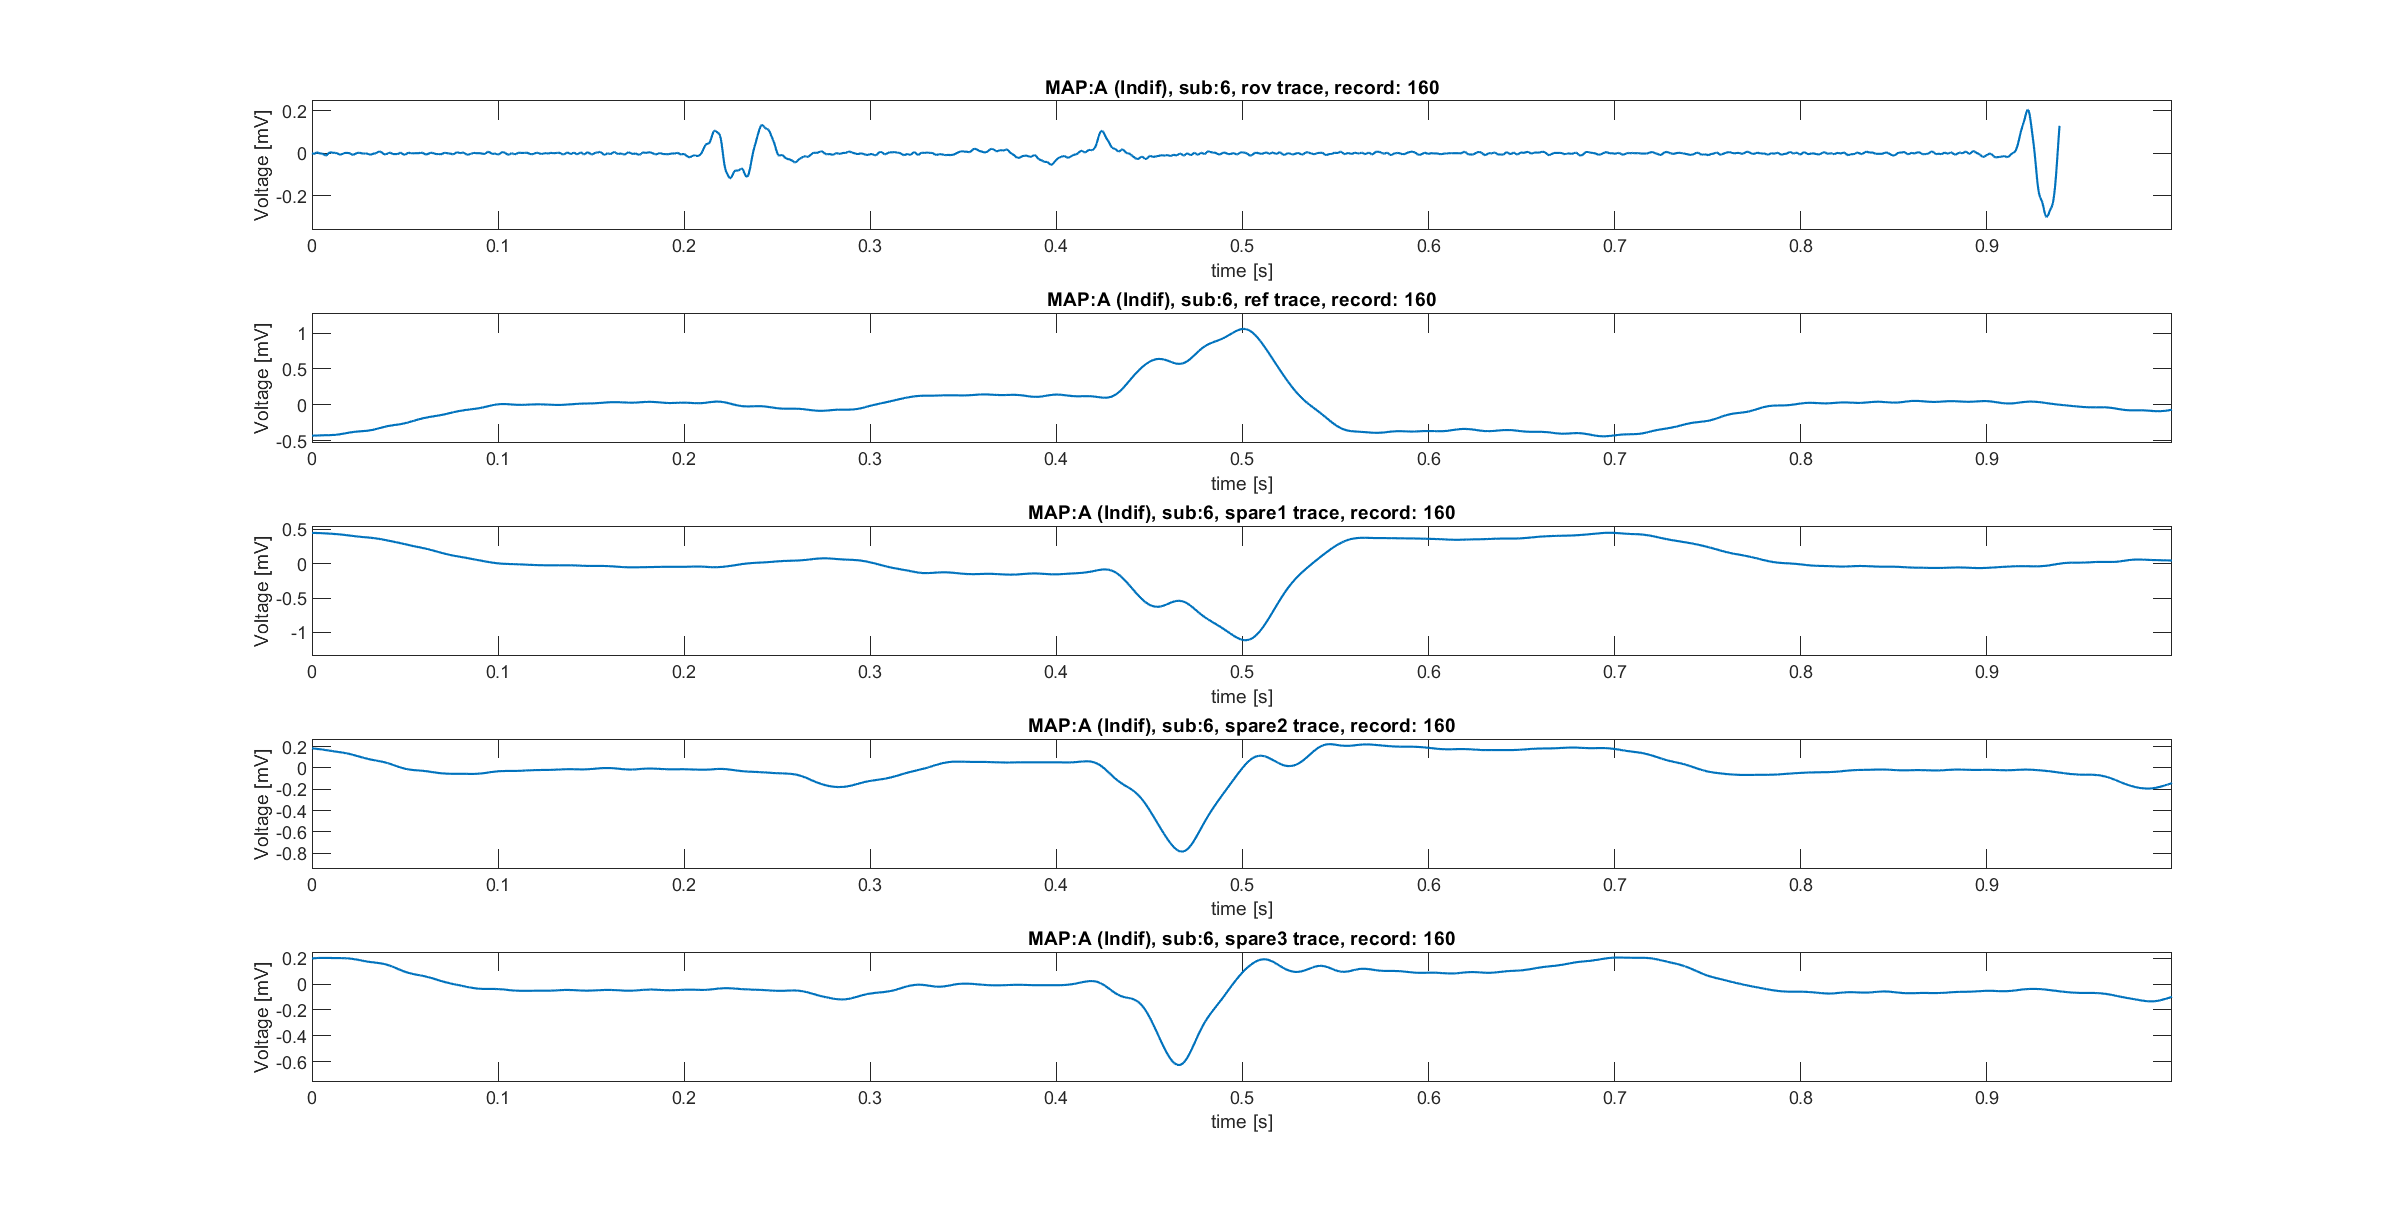 MAP:A (Indif), sub:6, rov trace, record: 160
Voltage [mV]
0.2
0
-0.2
0 0.1 0.2 0.3 0.4 0.5 0.6 0.7 0.8 0.9
time [s]
MAP:A (Indif), sub:6, ref trace, record: 160
Voltage [mV]
1
0.5
0
-0.5
0 0.1 0.2 0.3 0.4 0.5 0.6 0.7 0.8 0.9
time [s]
MAP:A (Indif), sub:6, spare1 trace, record: 160
Voltage [mV]
0.5
0
-0.5
-1
0 0.1 0.2 0.3 0.4 0.5 0.6 0.7 0.8 0.9
time [s]
MAP:A (Indif), sub:6, spare2 trace, record: 160
Voltage [mV]
0.2
0
-0.2
-0.4
-0.6
-0.8
0 0.1 0.2 0.3 0.4 0.5 0.6 0.7 0.8 0.9
time [s]
MAP:A (Indif), sub:6, spare3 trace, record: 160
Voltage [mV]
0.2
0
-0.2
-0.4
-0.6
0 0.1 0.2 0.3 0.4 0.5 0.6 0.7 0.8 0.9
time [s]